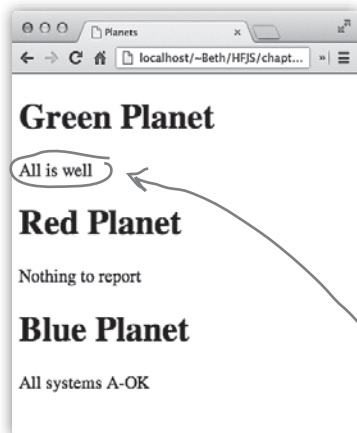 Planets
localhost/~Beth/HFJS/chapt...
Green Planet
All is well
Red Planet
Nothing to report
Blue Planet
All systems A-OK